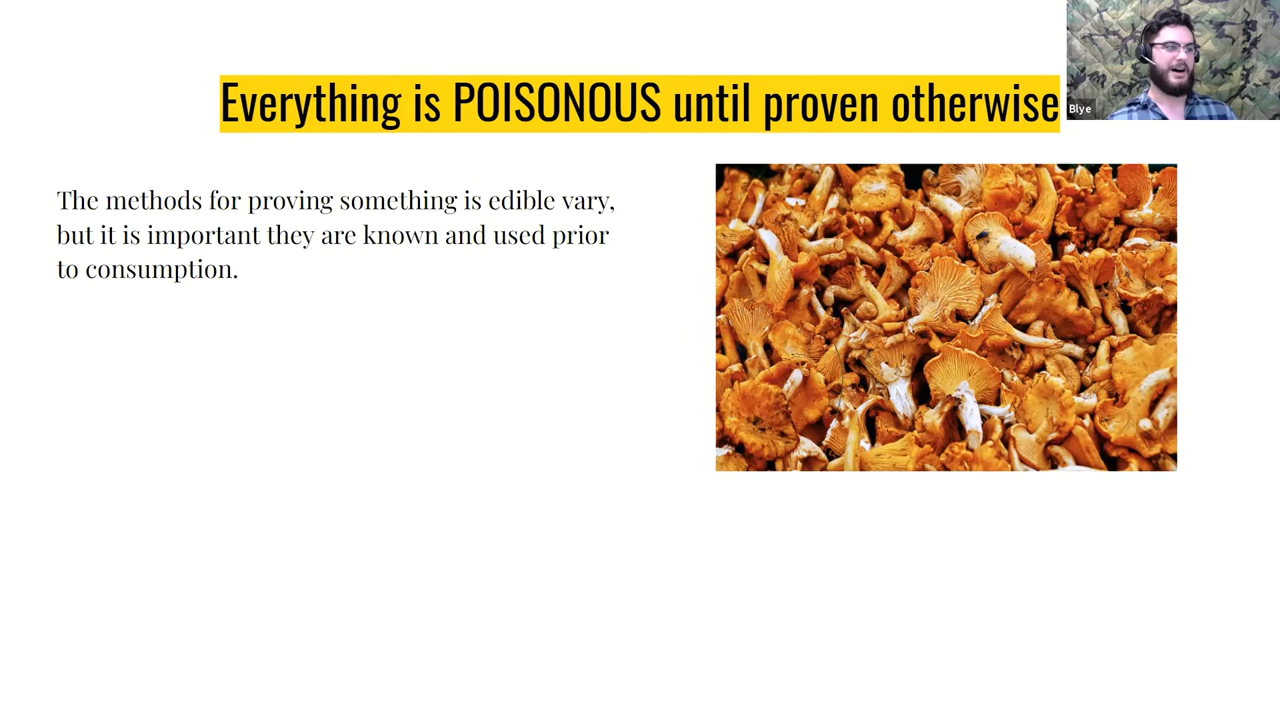 Everything is POISONOUS until proven otherwise
Blye
The methods for proving something is edible vary,
but it is important they are known and used prior
to consumption.